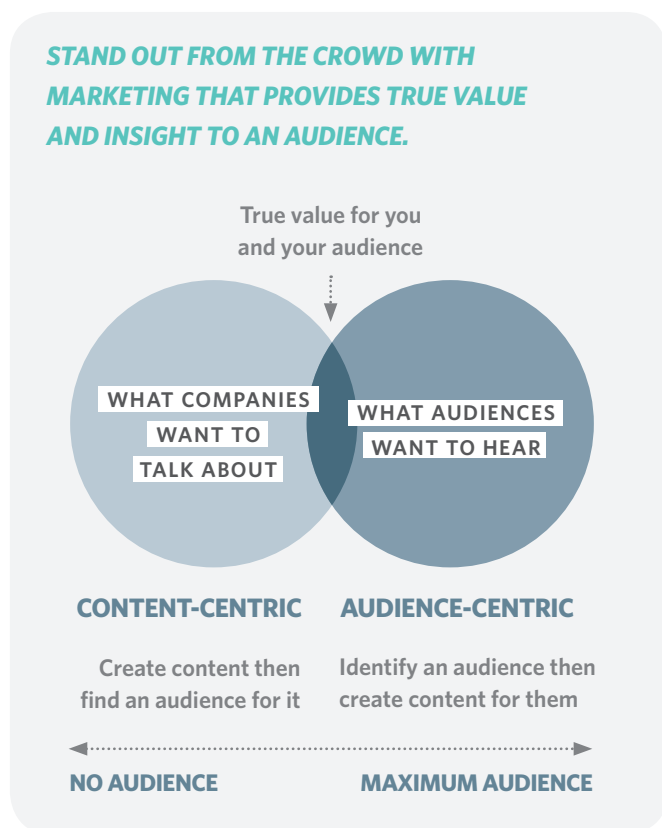 STAND OUT FROM THE CROWD WITH
MARKETING THAT PROVIDES TRUE VALUE
AND INSIGHT TO AN AUDIENCE.
True value for you
and your audience
WHAT COMPANIES
WANT TO
TALK ABOUT
WHAT AUDIENCES
WANT TO HEAR
CONTENT-CENTRIC
Create content then
find an audience for it
AUDIENCE-CENTRIC
Identify an audience then
create content for them
NO AUDIENCE
MAXIMUM AUDIENCE